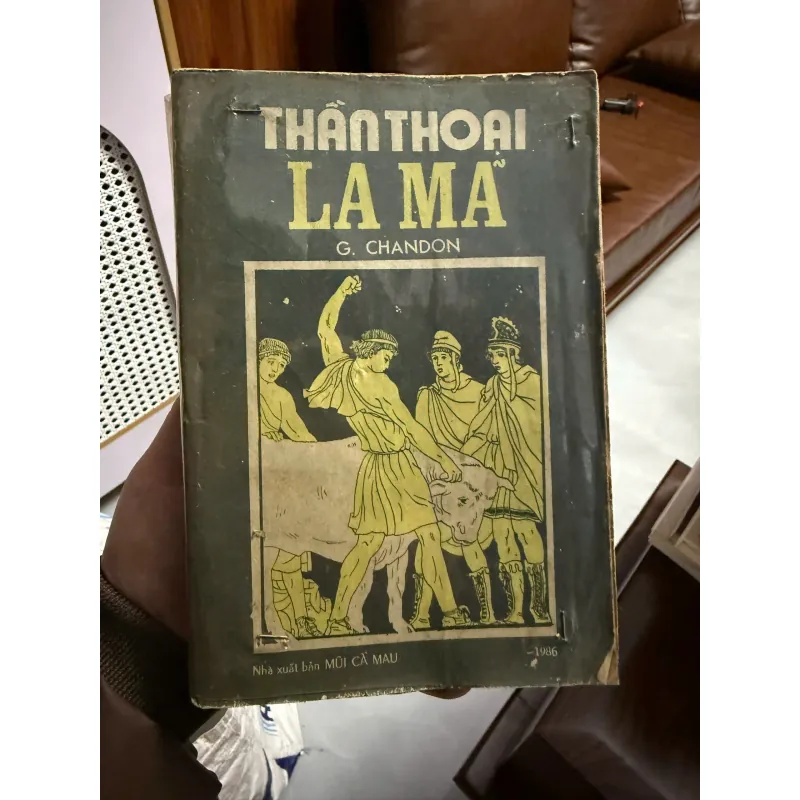 THẦN THOẠI
LA MÃ
G. CHANDON
Nhà xuất bản MŨI CÀ MAU
-1986